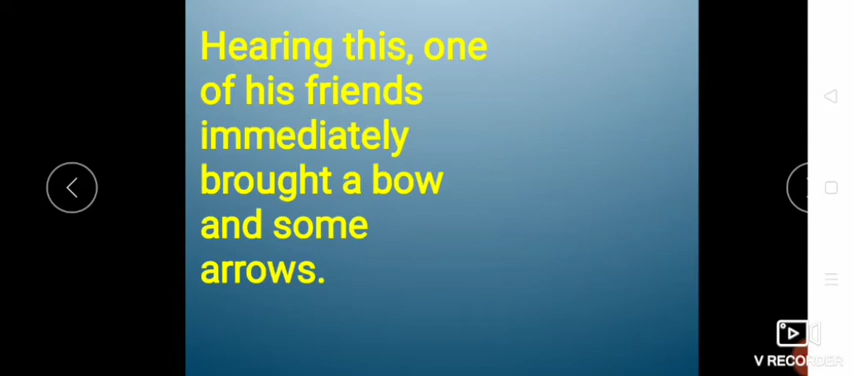 Hearing this, one
of his friends
immediately
brought a bow
and some
arrows.
V RECORDER